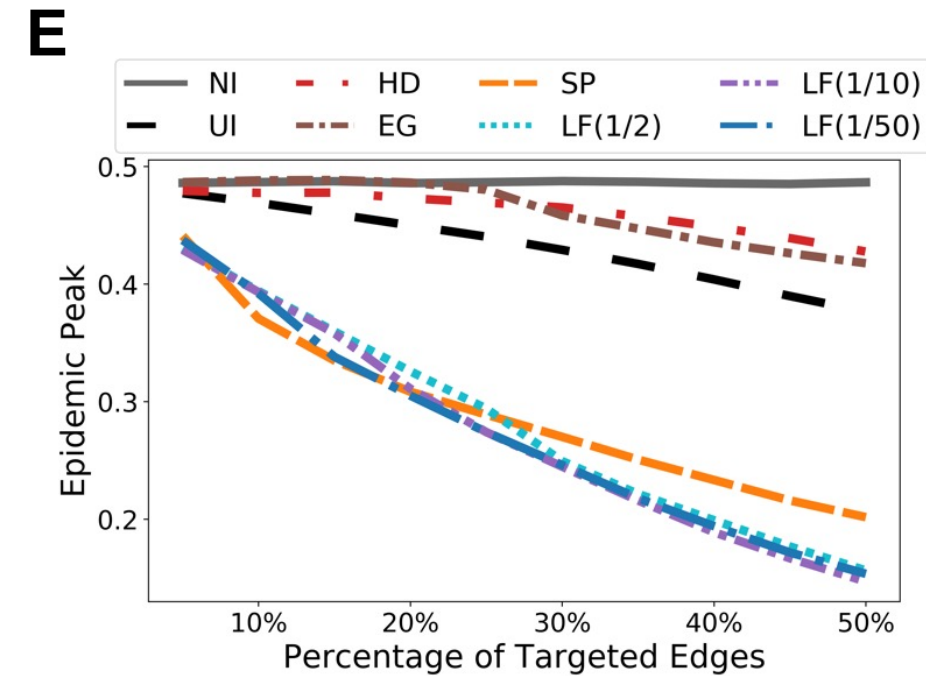 E
NI HD SP LF(1/10)
UI EG LF(1/2) LF(1/50)
0.5
0.4
0.3
0.2
Epidemic Peak
10% 20% 30% 40% 50%
Percentage of Targeted Edges